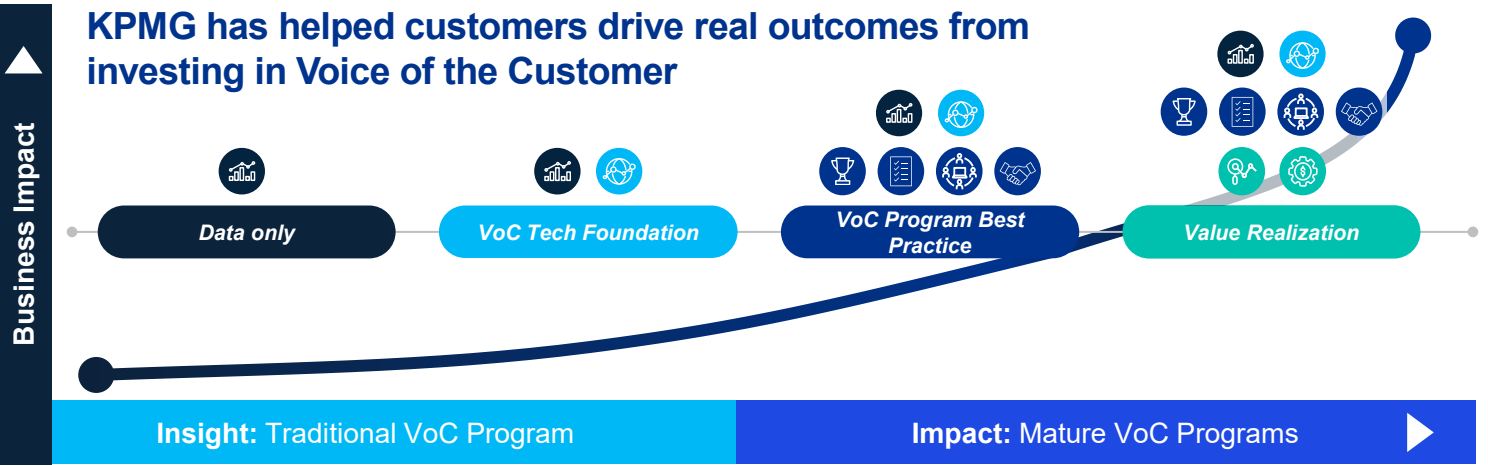 KPMG has helped customers drive real outcomes from
investing in Voice of the Customer
Business Impact
Data only
VoC Tech Foundation
VoC Program Best
Practice
Value Realization
Insight: Traditional VoC Program
Impact: Mature VoC Programs